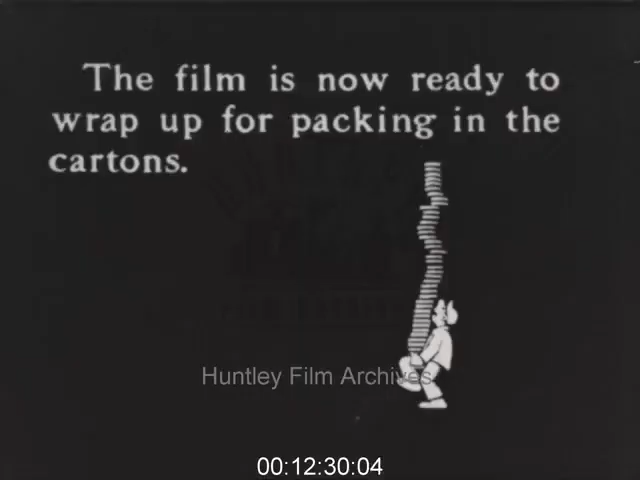 The film is now ready to
wrap up for packing in the
cartons.
Huntley Film Archives
00:12:30:04